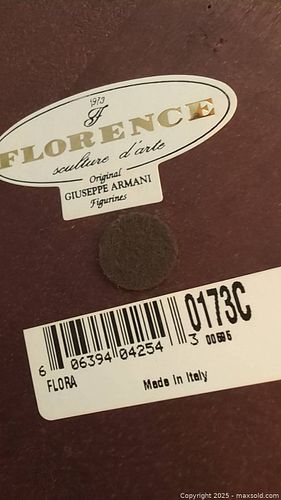 1973
F
FLORENCE
sculture d'arte
Original
GIUSEPPE ARMANI
Figurines
0173C
6 06394 04254 3
FLORA
Made in Italy
Copyright © 2025 - maxsold.com